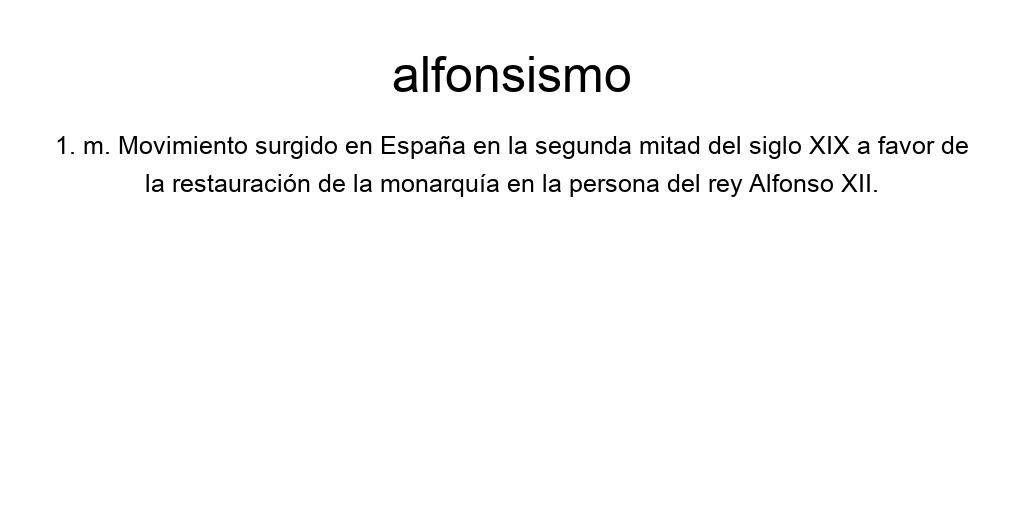 alfonsismo
1. m. Movimiento surgido en España en la segunda mitad del siglo XIX a favor de
la restauración de la monarquía en la persona del rey Alfonso XII.